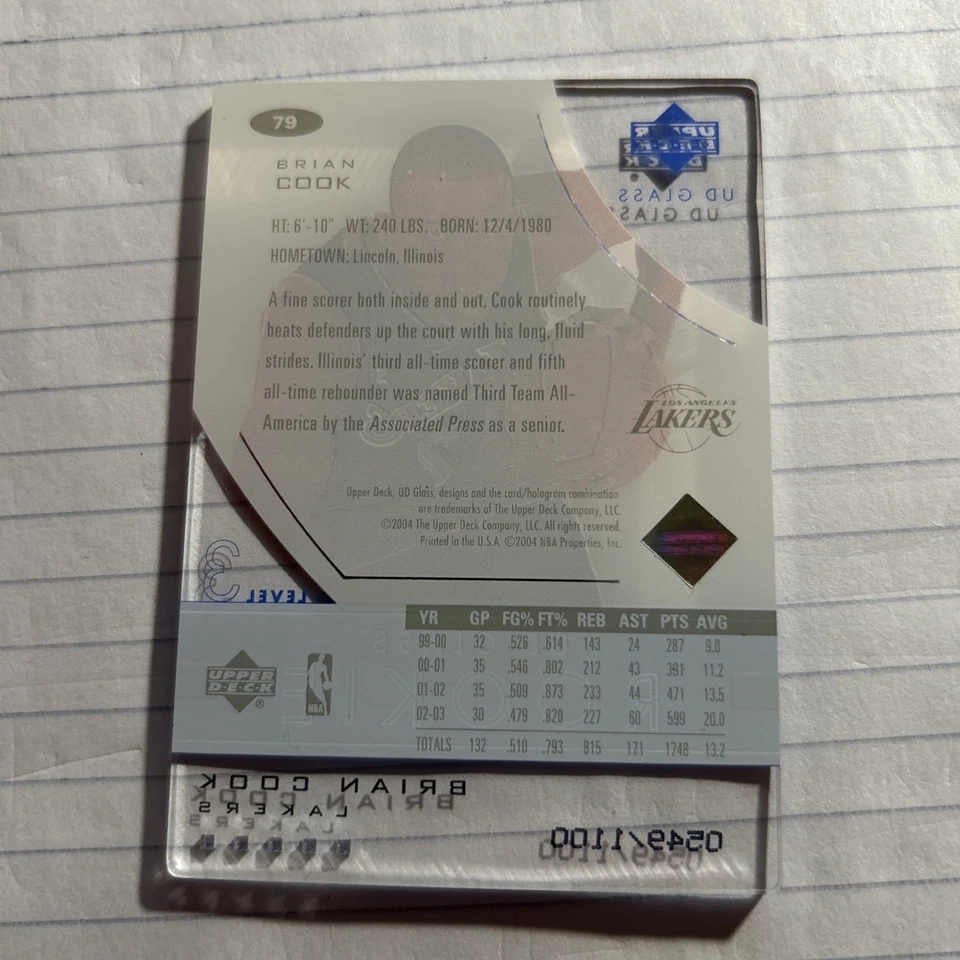 79
UPPER
DECK
®
UD GLASS
BRIAN
COOK
HT: 6'-10" WT: 240 LBS. BORN: 12/4/1980
HOMETOWN: Lincoln, Illinois
A fine scorer both inside and out, Cook routinely
beats defenders up the court with his long, fluid
strides. Illinois' third all-time scorer and fifth
all-time rebounder was named Third Team All-
America by the Associated Press as a senior.
LOS ANGELES
LAKERS
Upper Deck, UD Glass, designs and the card/hologram combination
are trademarks of The Upper Deck Company, LLC.
©2004 The Upper Deck Company, LLC. All rights reserved.
Printed in the U.S.A. ©2004 NBA Properties, Inc.
LEVEL 3
YR GP FG% FT% REB AST PTS AVG
99-00 32 .526 .614 143 24 287 9.0
00-01 35 .546 .802 212 43 391 11.2
01-02 35 .509 .873 233 44 471 13.5
02-03 30 .479 .820 227 60 599 20.0
TOTALS 132 .510 .793 815 171 1748 13.2
UPPER
DECK
®
NBA
ROOKIE
BRIAN COOK
LAKERS
0549/1100